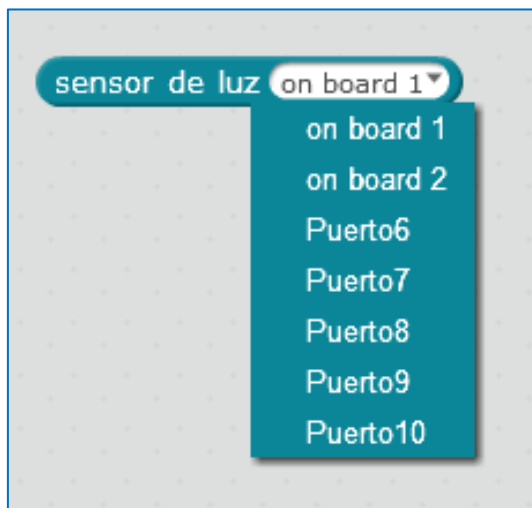 sensor de luz on board 1
on board 1
on board 2
Puerto6
Puerto7
Puerto8
Puerto9
Puerto10